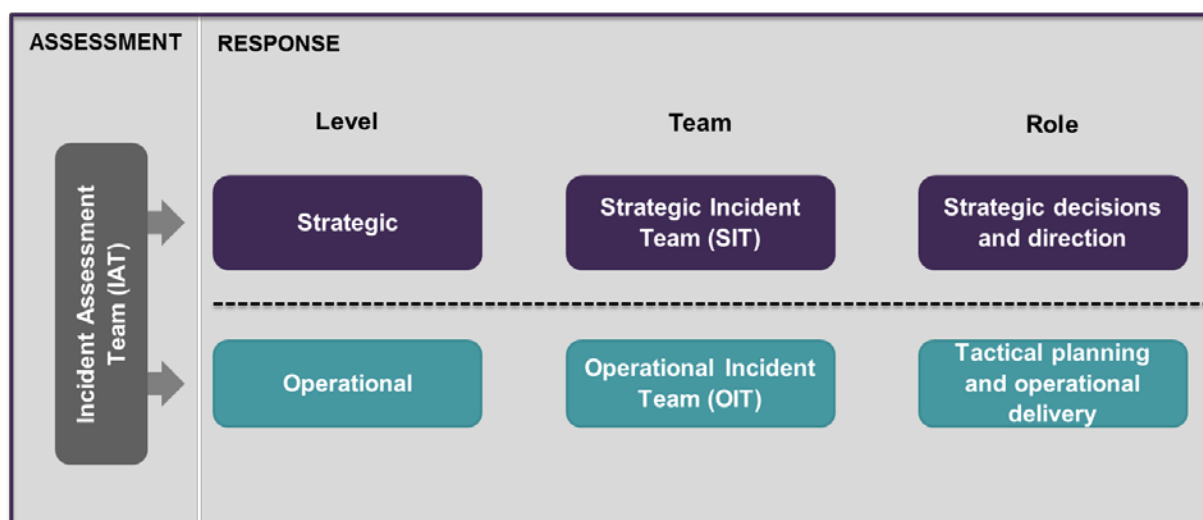 ASSESSMENT
RESPONSE
Level
Team
Role
Incident Assessment
Team (IAT)
Strategic
Strategic Incident
Team (SIT)
Strategic decisions
and direction
Operational
Operational Incident
Team (OIT)
Tactical planning
and operational
delivery